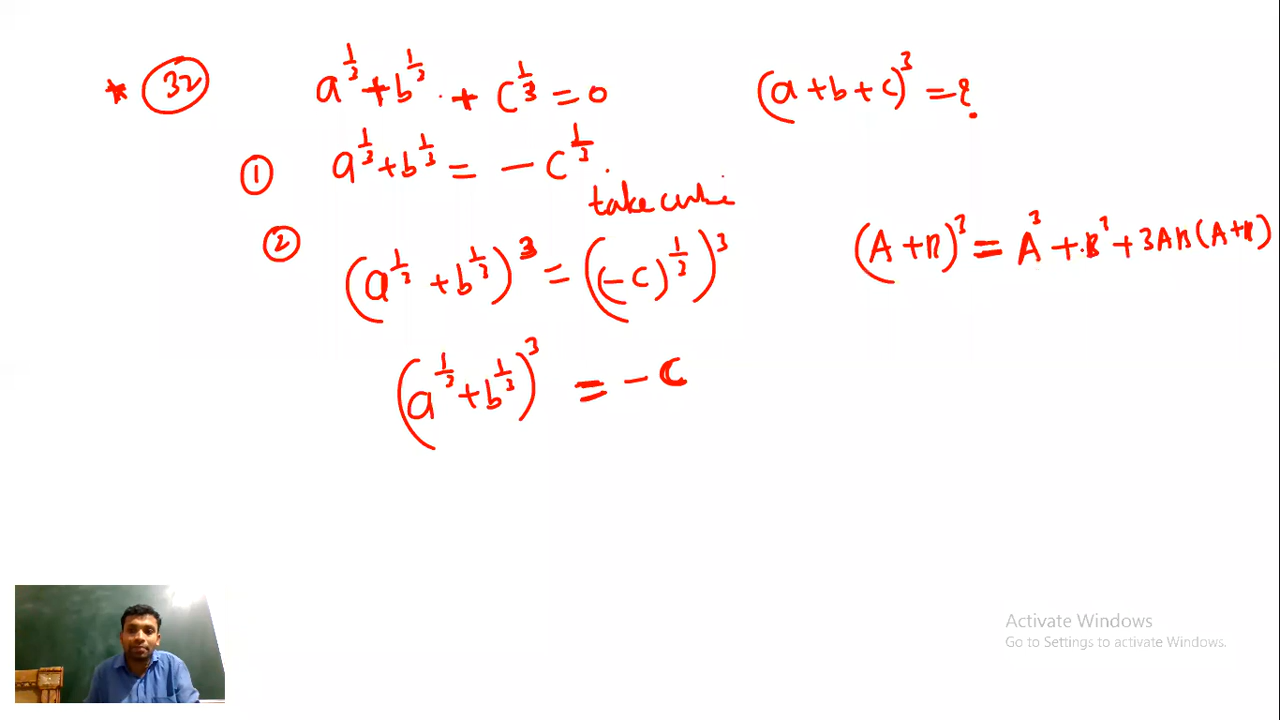 * 32 a^{1/3} + b^{1/3} + c^{1/3} = 0 (a + b + c)^3 = ?
① a^{1/3} + b^{1/3} = - c^{1/3}.
take cube
② (a^{1/3} + b^{1/3})^3 = ((-c)^{1/3})^3 (A + B)^3 = A^3 + B^3 + 3AB(A+B)
(a^{1/3} + b^{1/3})^3 = - c
Activate Windows
Go to Settings to activate Windows.